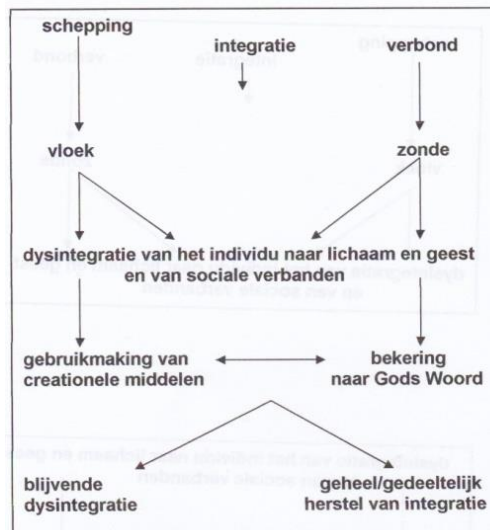 schepping
integratie
verbond
vloek
zonde
dysintegratie van het individu naar lichaam en geest
en van sociale verbanden
gebruikmaking van
creationele middelen
bekering
naar Gods Woord
blijvende
dysintegratie
geheel/gedeeltelijk
herstel van integratie